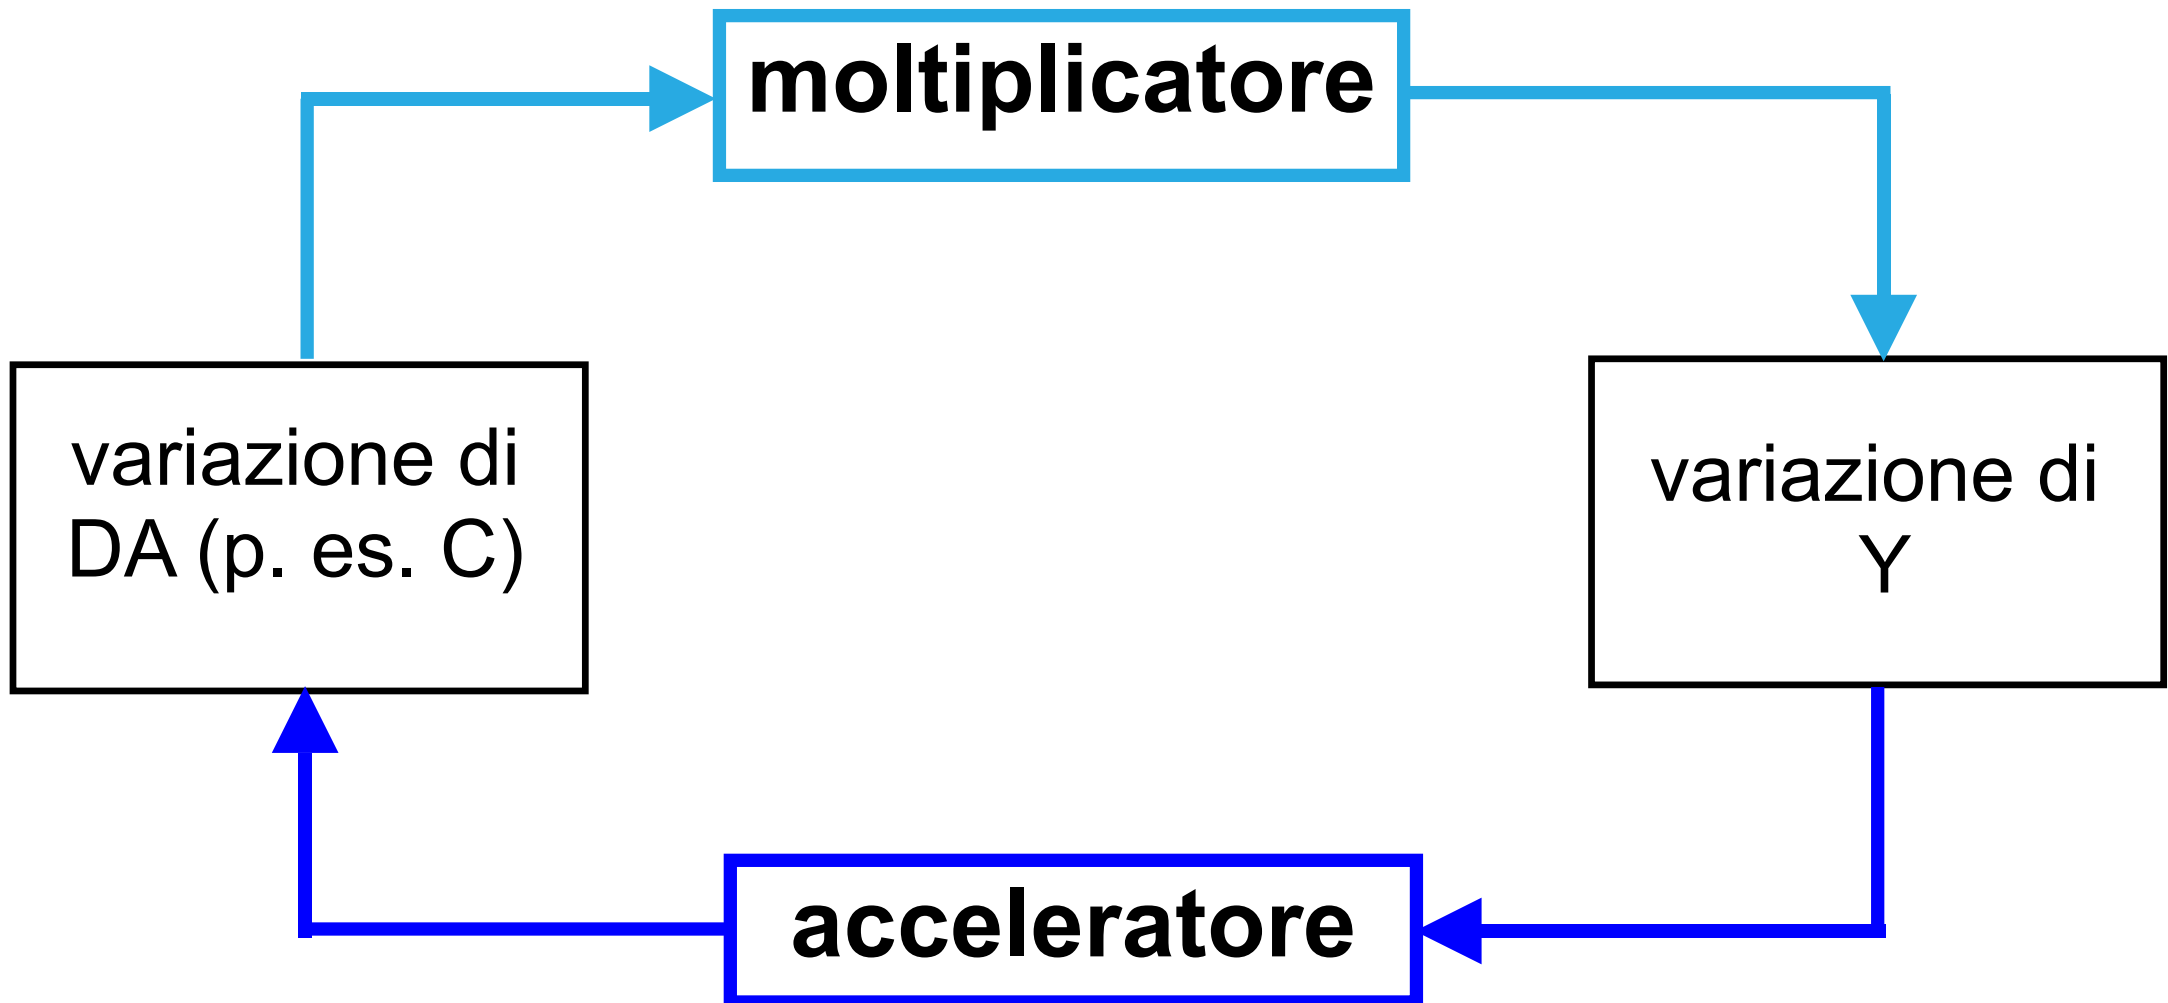 moltiplicatore
variazione di
DA (p. es. C)
variazione di
Y
acceleratore